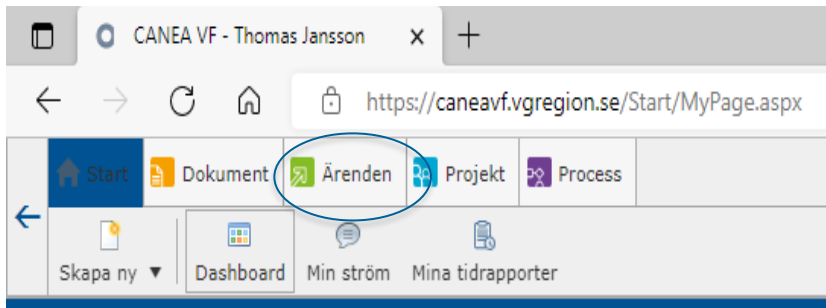 CANEA VF - Thomas Jansson
https://caneavf.vgregion.se/Start/MyPage.aspx
Start Dokument Ärenden Projekt Process
Skapa ny Dashboard Min ström Mina tidrapporter